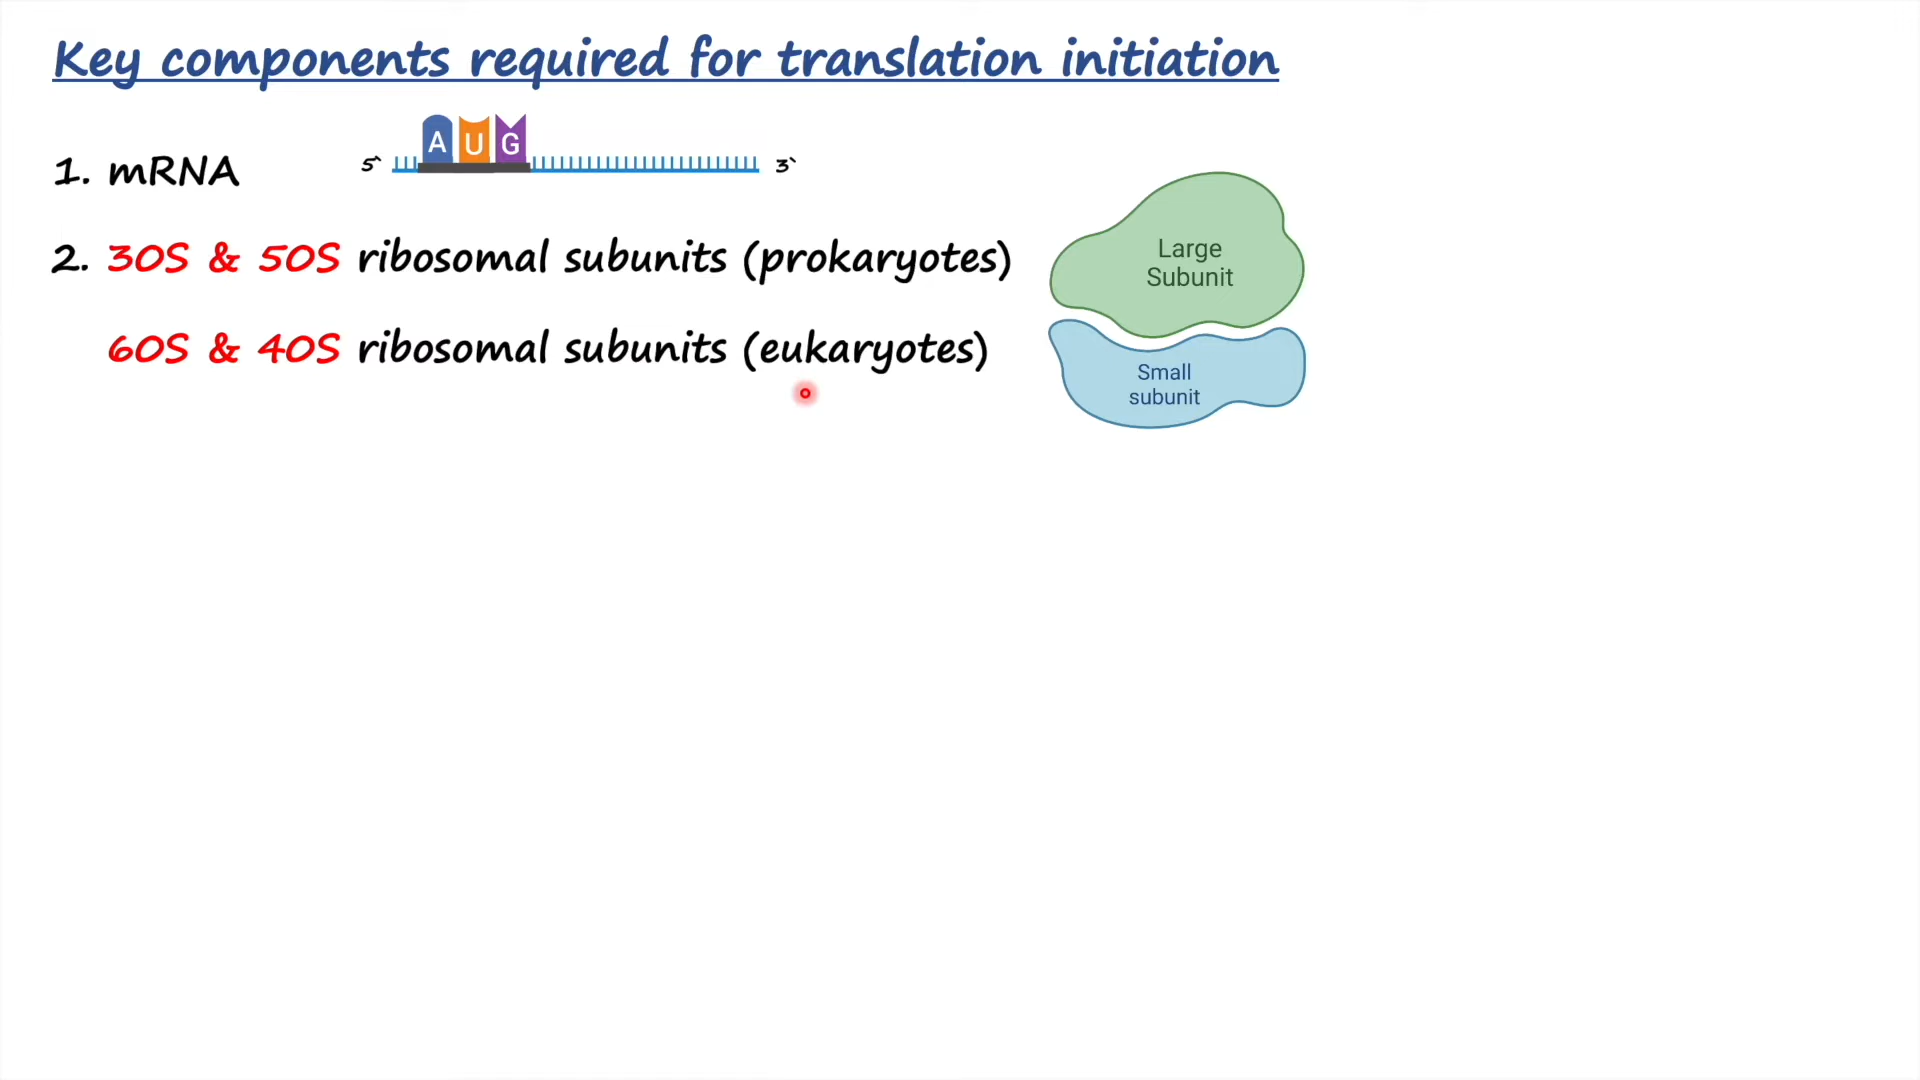 Key components required for translation initiation
1. mRNA
5` A U G 3`
2. 30S & 50S ribosomal subunits (prokaryotes)
60S & 40S ribosomal subunits (eukaryotes)
Large
Subunit
Small
subunit